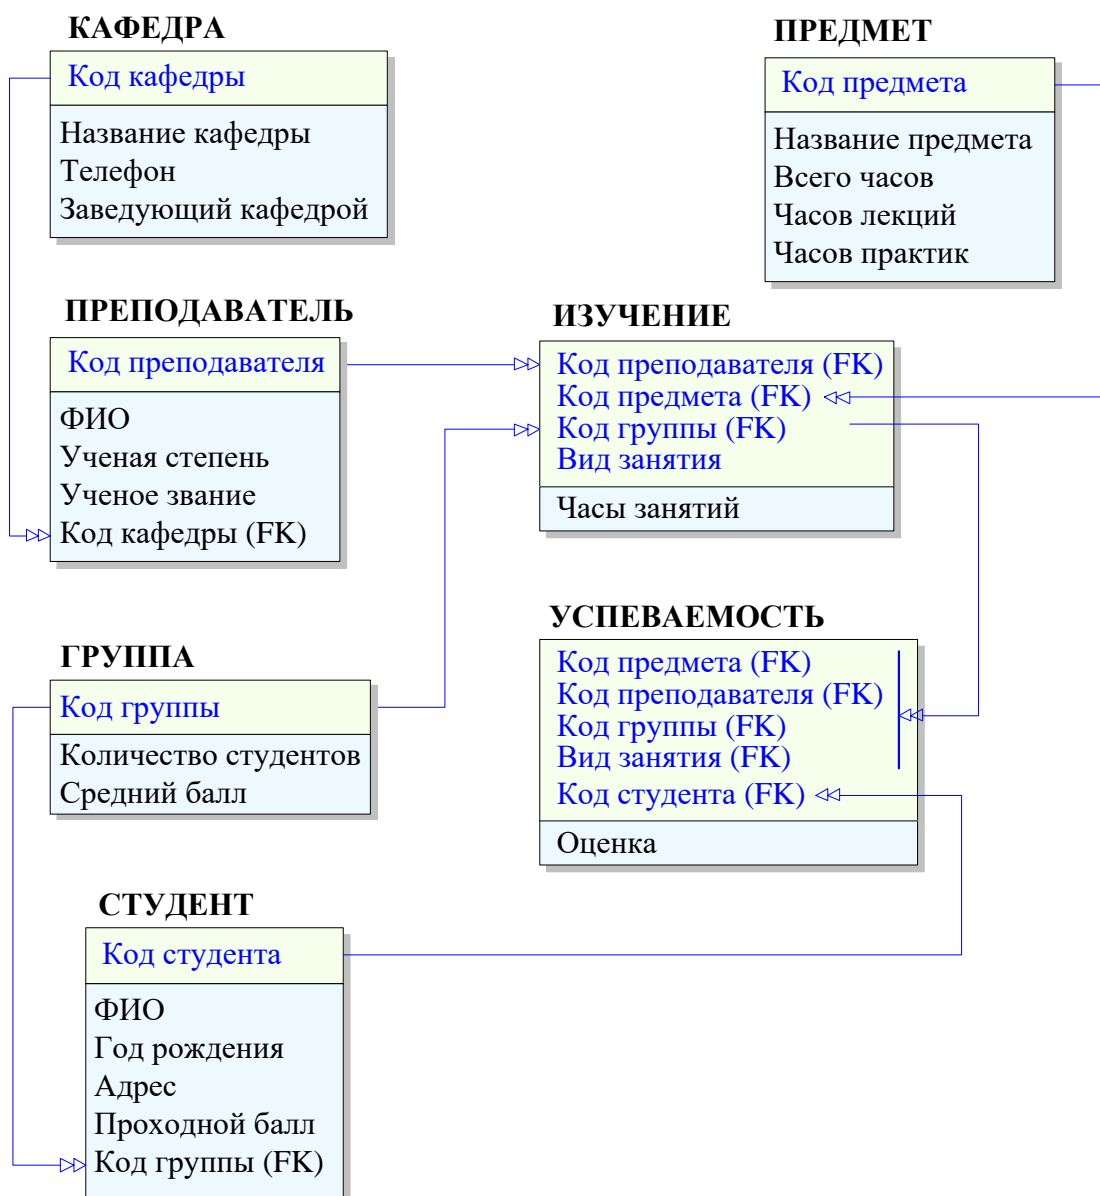 КАФЕДРА
Код кафедры
Название кафедры
Телефон
Заведующий кафедрой
ПРЕДМЕТ
Код предмета
Название предмета
Всего часов
Часов лекций
Часов практик
ПРЕПОДАВАТЕЛЬ
Код преподавателя
ФИО
Ученая степень
Ученое звание
Код кафедры (FK)
ИЗУЧЕНИЕ
Код преподавателя (FK)
Код предмета (FK)
Код группы (FK)
Вид занятия
Часы занятий
ГРУППА
Код группы
Количество студентов
Средний балл
УСПЕВАЕМОСТЬ
Код предмета (FK)
Код преподавателя (FK)
Код группы (FK)
Вид занятия (FK)
Код студента (FK)
Оценка
СТУДЕНТ
Код студента
ФИО
Год рождения
Адрес
Проходной балл
Код группы (FK)